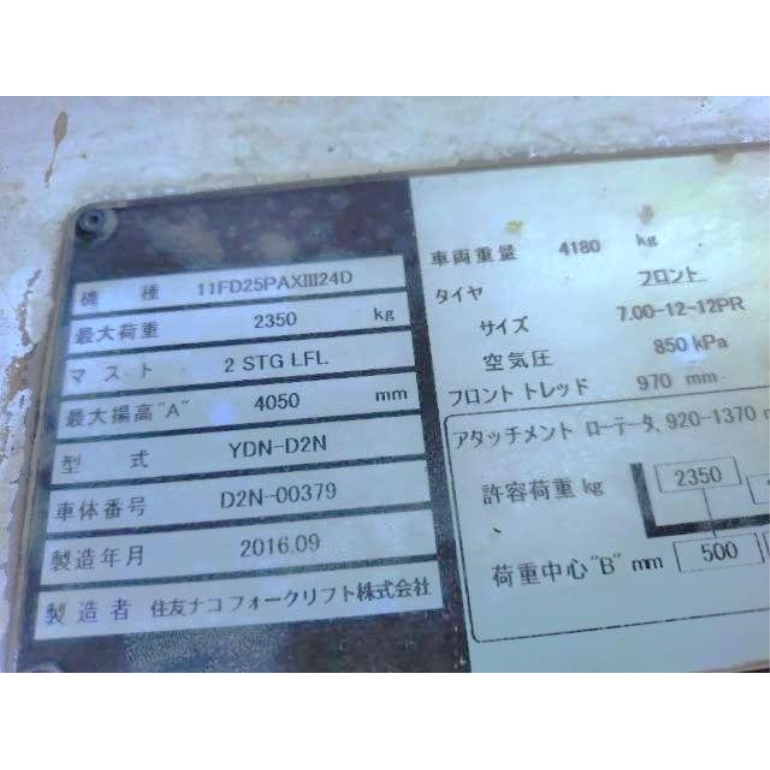 機 種 11FD25PAXIII24D
最大荷重 2350 kg
マ ス ト 2 STG LFL
最大揚高"A" 4050 mm
型 式 YDN-D2N
車体番号 D2N-00379
製造年月 2016.09
製造者 住友ナコフォークリフト株式会社
車両重量 4180 kg
タイヤ フロント
サイズ 7.00-12-12PR
空気圧 850 kPa
フロント トレッド 970 mm
アタッチメント ローテータ、920-1370
許容荷重 kg 2350
荷重中心"B" mm 500